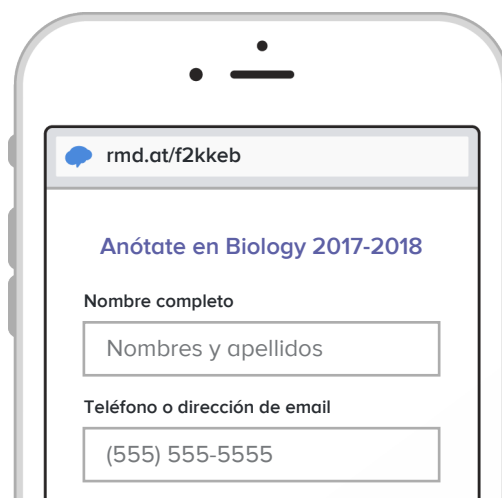 rmd.at/f2kkeb
Anótate en Biology 2017-2018
Nombre completo
Nombres y apellidos
Teléfono o dirección de email
(555) 555-5555